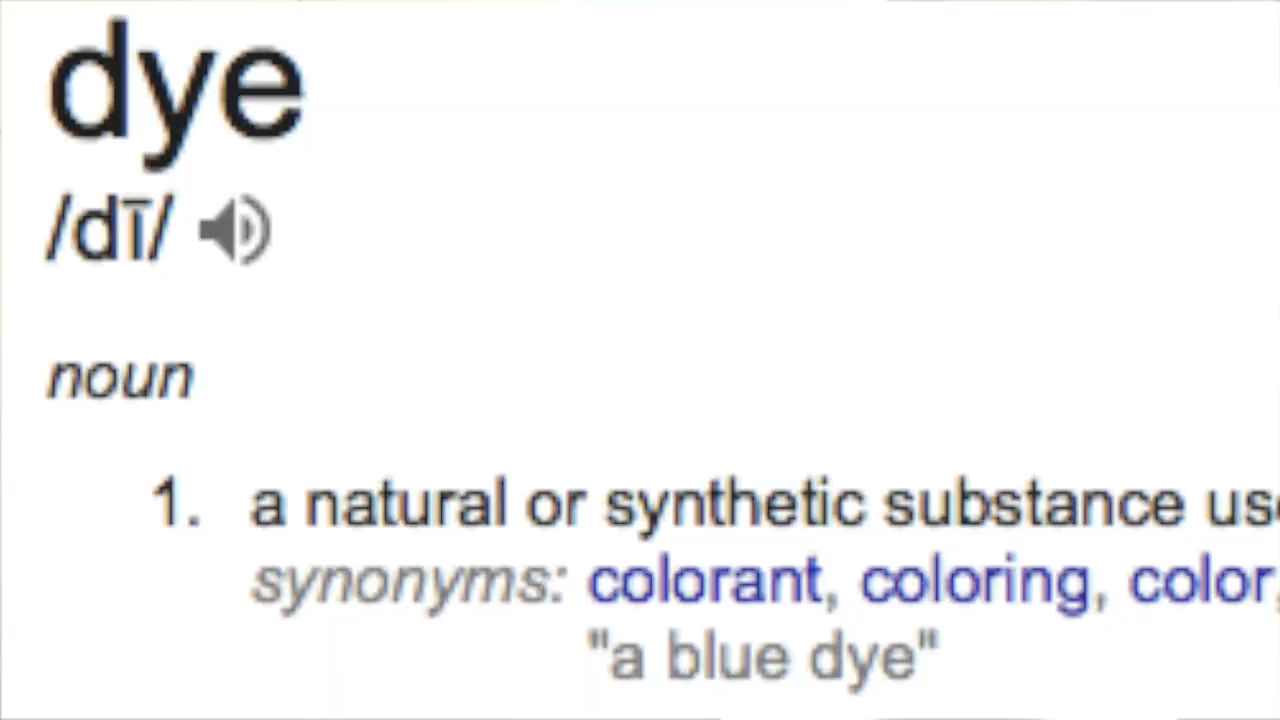 dye
/dī/
noun
1. a natural or synthetic substance
synonyms: colorant, coloring, color,
"a blue dye"